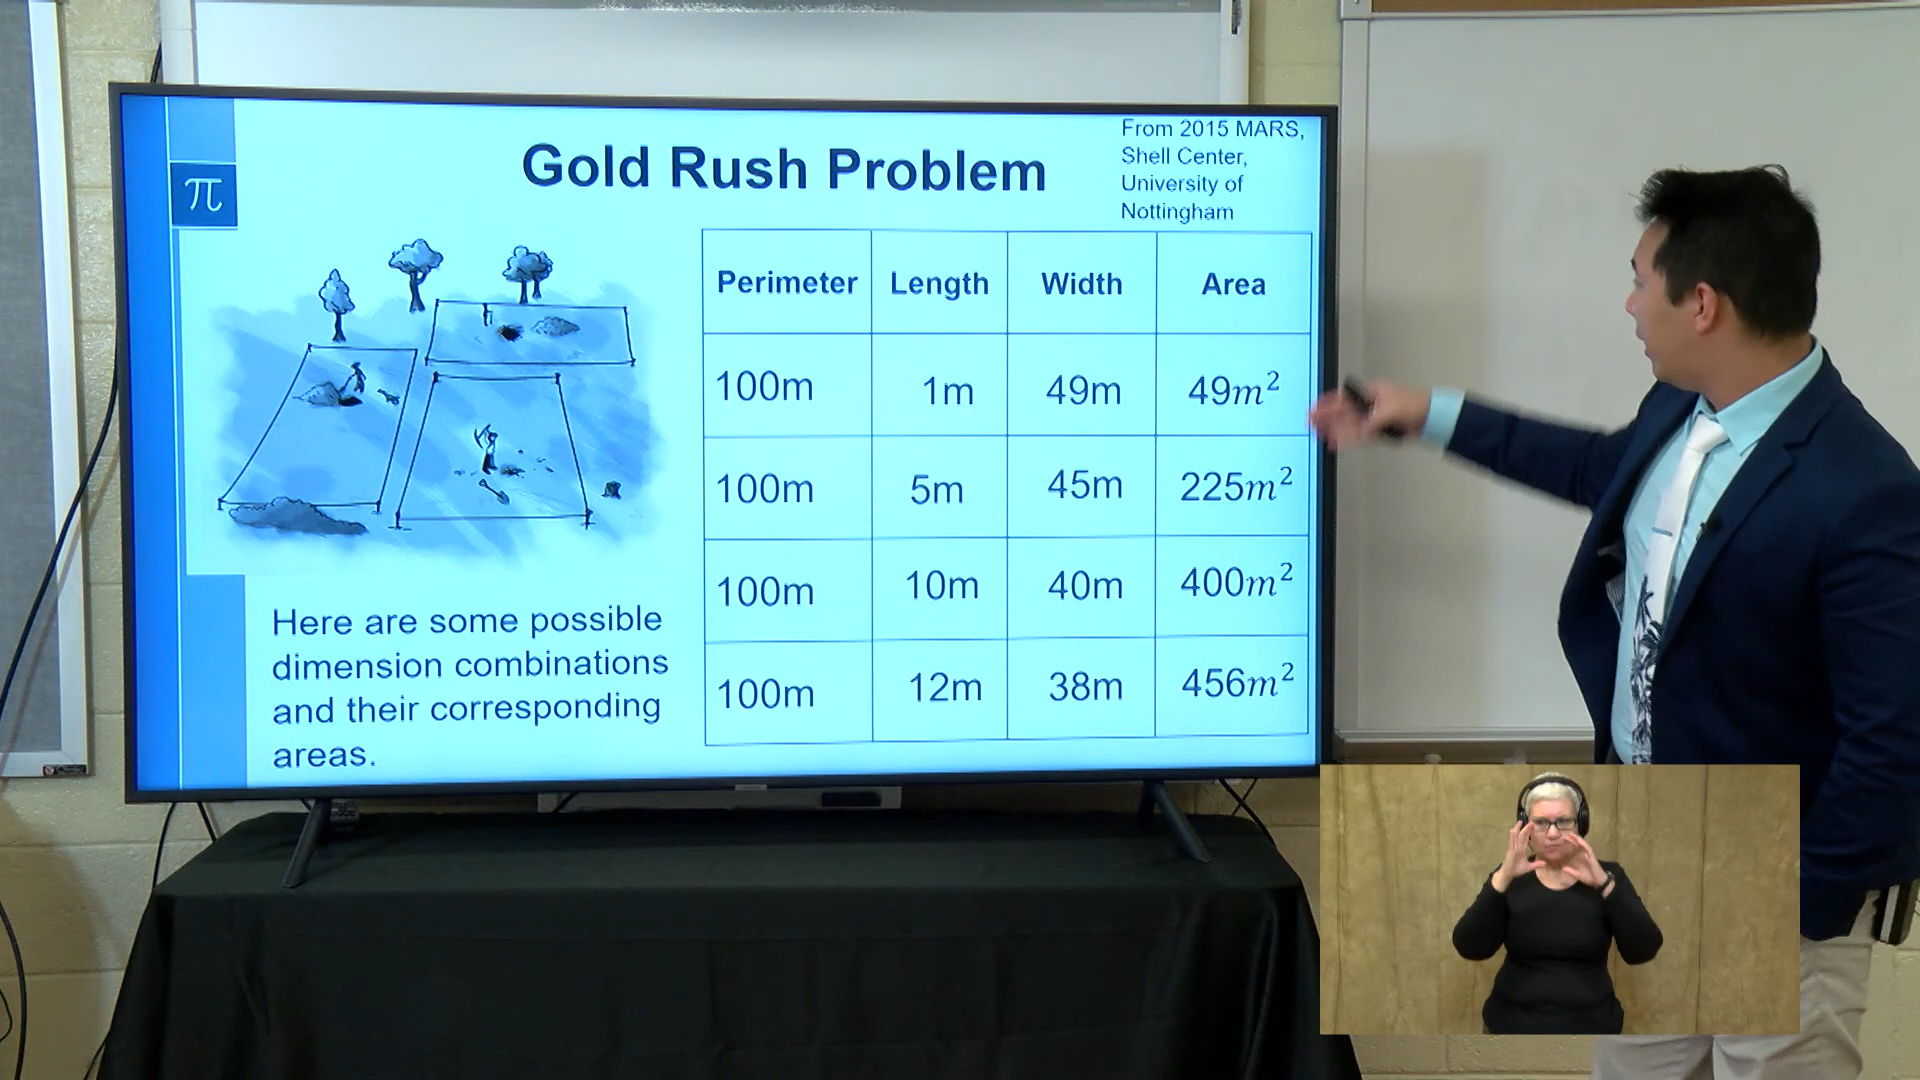 π
Gold Rush Problem
From 2015 MARS,
Shell Center,
University of
Nottingham
Perimeter Length Width Area
100m 1m 49m 49m²
100m 5m 45m 225m²
100m 10m 40m 400m²
100m 12m 38m 456m²
Here are some possible
dimension combinations
and their corresponding
areas.